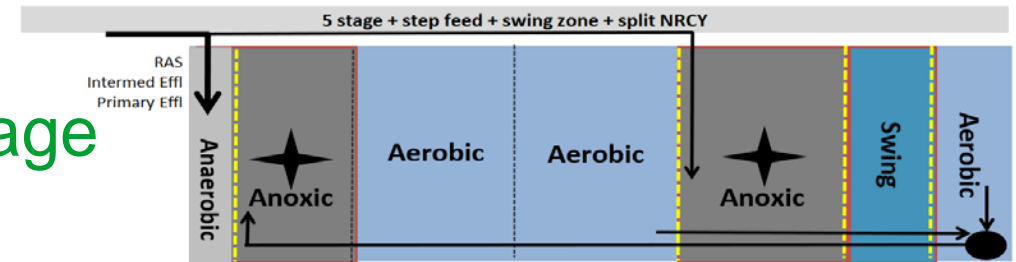 5 stage + step feed + swing zone + split NRCY
RAS
Intermed Effl
Primary Effl
age
Anaerobic
Anoxic
Aerobic
Aerobic
Anoxic
Swing
Aerobic